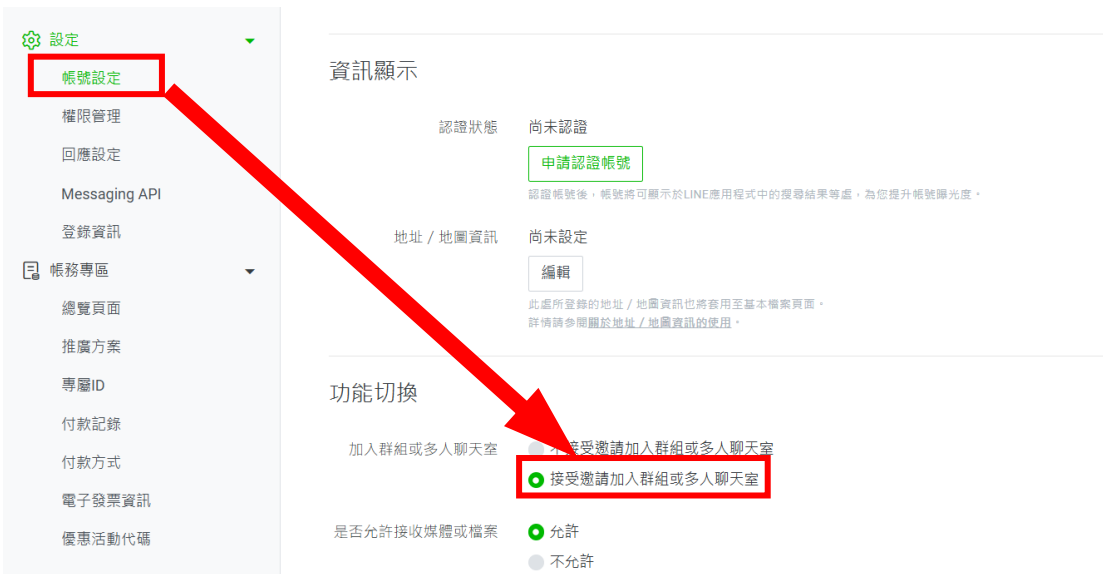 設定
帳號設定
權限管理
回應設定
Messaging API
登錄資訊
帳務專區
總覽頁面
推廣方案
專屬ID
付款記錄
付款方式
電子發票資訊
優惠活動代碼
資訊顯示
認證狀態 尚未認證
申請認證帳號
認證帳號後，帳號將可顯示於LINE應用程式中的搜尋結果等處，為您提升帳號曝光度。
地址 / 地圖資訊 尚未設定
編輯
此處所登錄的地址 / 地圖資訊也將套用至基本檔案頁面。
詳情請參閱關於地址 / 地圖資訊的使用。
功能切換
加入群組或多人聊天室 不接受邀請加入群組或多人聊天室
接受邀請加入群組或多人聊天室
是否允許接收媒體或檔案 允許
不允許